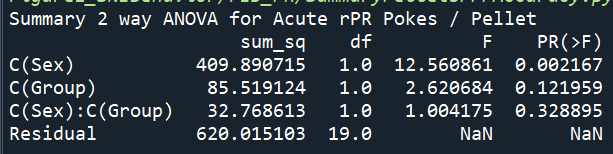 Summary 2 way ANOVA for Acute rPR Pokes / Pellet
sum_sq df F PR(>F)
C(Sex) 409.890715 1.0 12.560861 0.002167
C(Group) 85.519124 1.0 2.620684 0.121959
C(Sex):C(Group) 32.768613 1.0 1.004175 0.328895
Residual 620.015103 19.0 NaN NaN